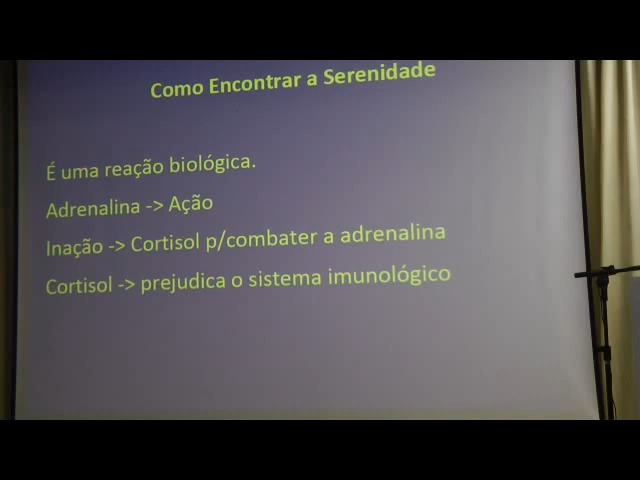 Como Encontrar a Serenidade
É uma reação biológica.
Adrenalina -> Ação
Inação -> Cortisol p/combater a adrenalina
Cortisol -> prejudica o sistema imunológico